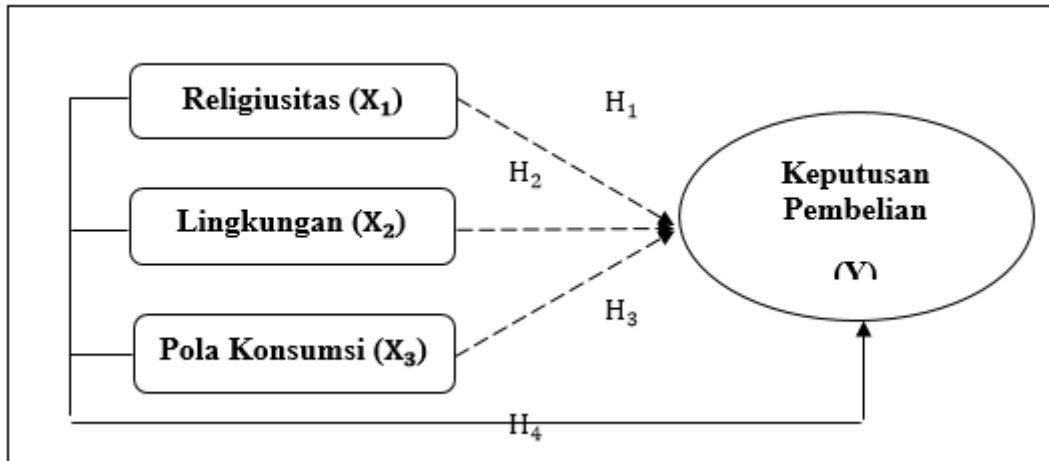 Religiusitas (X₁)
H₁
H₂
Keputusan
Pembelian
(Y)
Lingkungan (X₂)
H₃
Pola Konsumsi (X₃)
H₄